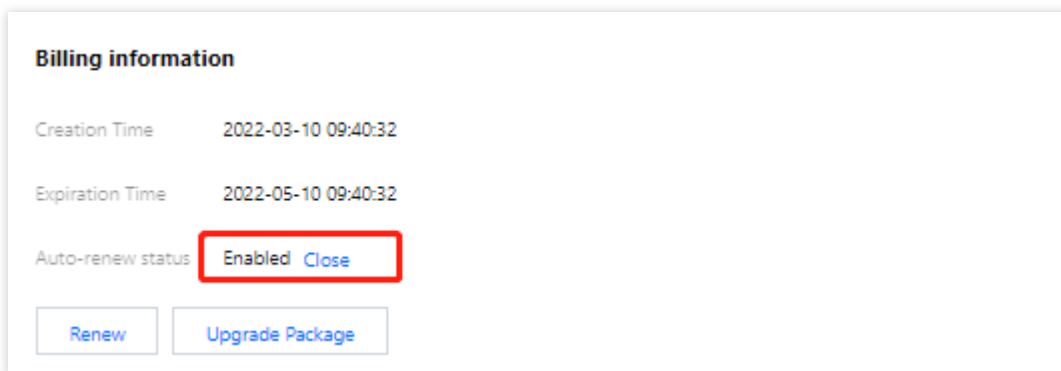 Billing information
Creation Time 2022-03-10 09:40:32
Expiration Time 2022-05-10 09:40:32
Auto-renew status Enabled Close
Renew Upgrade Package